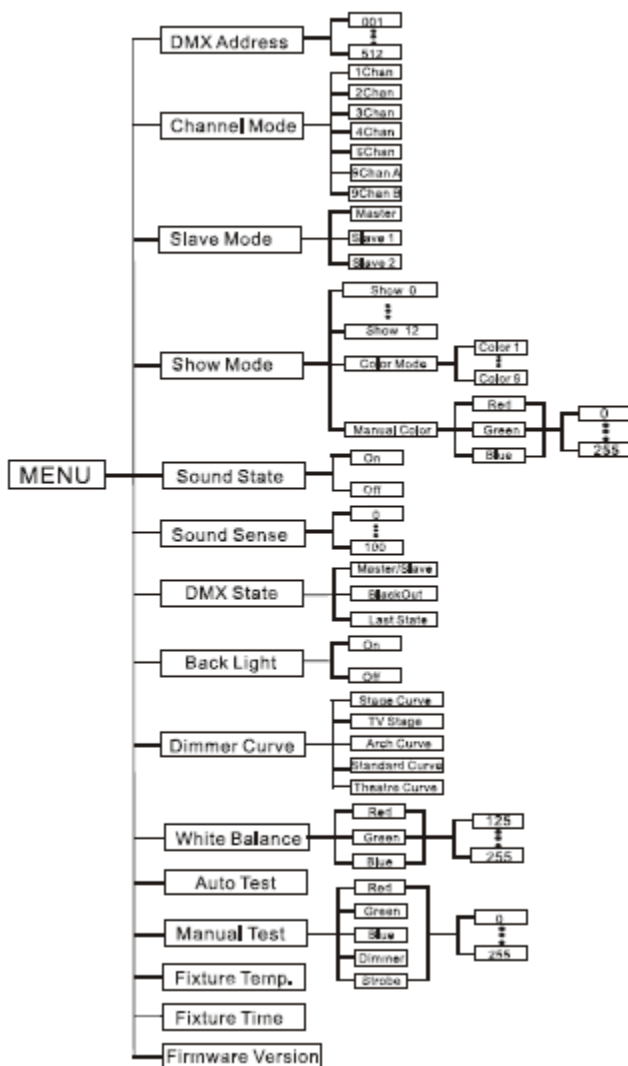 MENU
DMX Address
001
512
Channel Mode
1Chan
2Chan
3Chan
4Chan
5Chan
9Chan A
9Chan B
Slave Mode
Master
Slave 1
Slave 2
Show Mode
Show 0
Show 12
Color Mode
Color 1
Manual Color
Red
Green
Blue
0
255
Sound State
On
Off
Sound Sense
0
100
DMX State
Master/Slave
BlackOut
Last State
Back Light
On
Off
Dimmer Curve
Stage Curve
TV Stage
Arch Curve
Standard Curve
Theatre Curve
White Balance
Red
Green
Blue
125
255
Auto Test
Manual Test
Red
Green
Blue
Dimmer
Strobe
0
255
Fixture Temp.
Fixture Time
Firmware Version